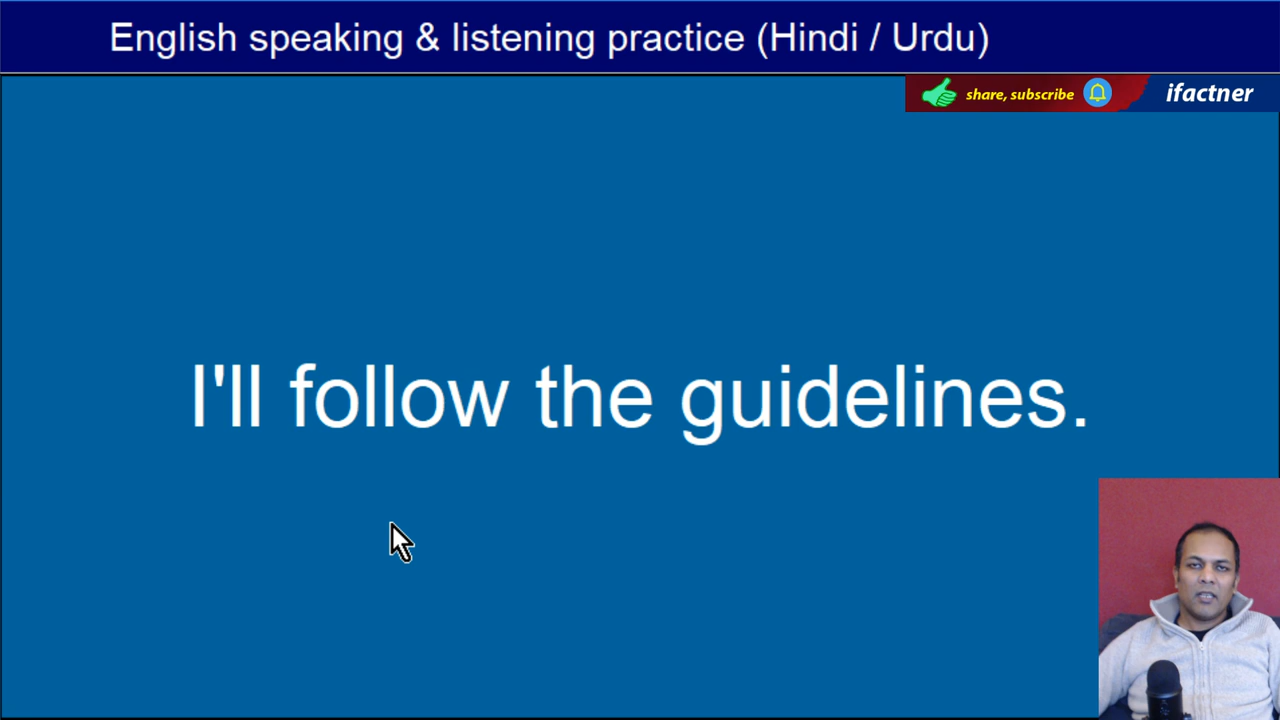 English speaking & listening practice (Hindi / Urdu)
share, subscribe
ifactner
I'll follow the guidelines.